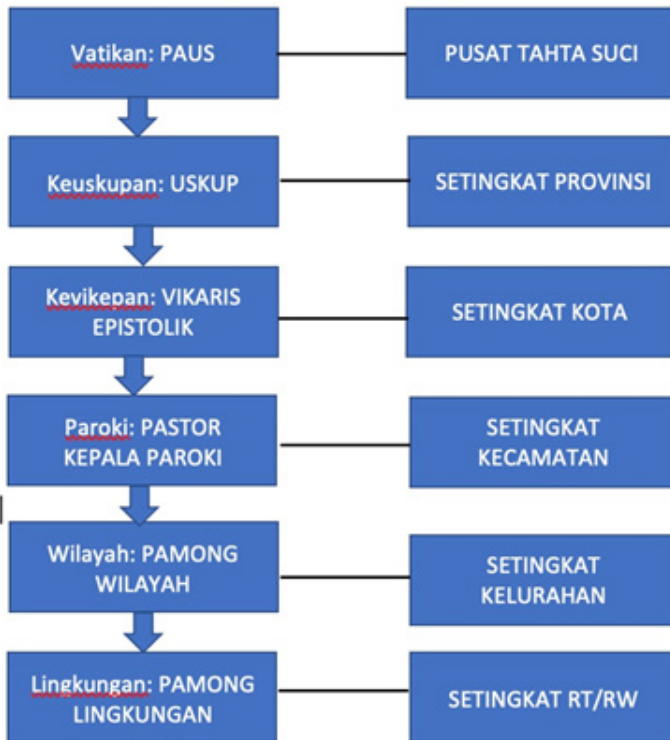 Vatikan: PAUS
PUSAT TAHTA SUCI
Keuskupan: USKUP
SETINGKAT PROVINSI
Kevikepan: VIKARIS
EPISTOLIK
SETINGKAT KOTA
Paroki: PASTOR
KEPALA PAROKI
SETINGKAT
KECAMATAN
Wilayah: PAMONG
WILAYAH
SETINGKAT
KELURAHAN
Lingkungan: PAMONG
LINGKUNGAN
SETINGKAT RT/RW